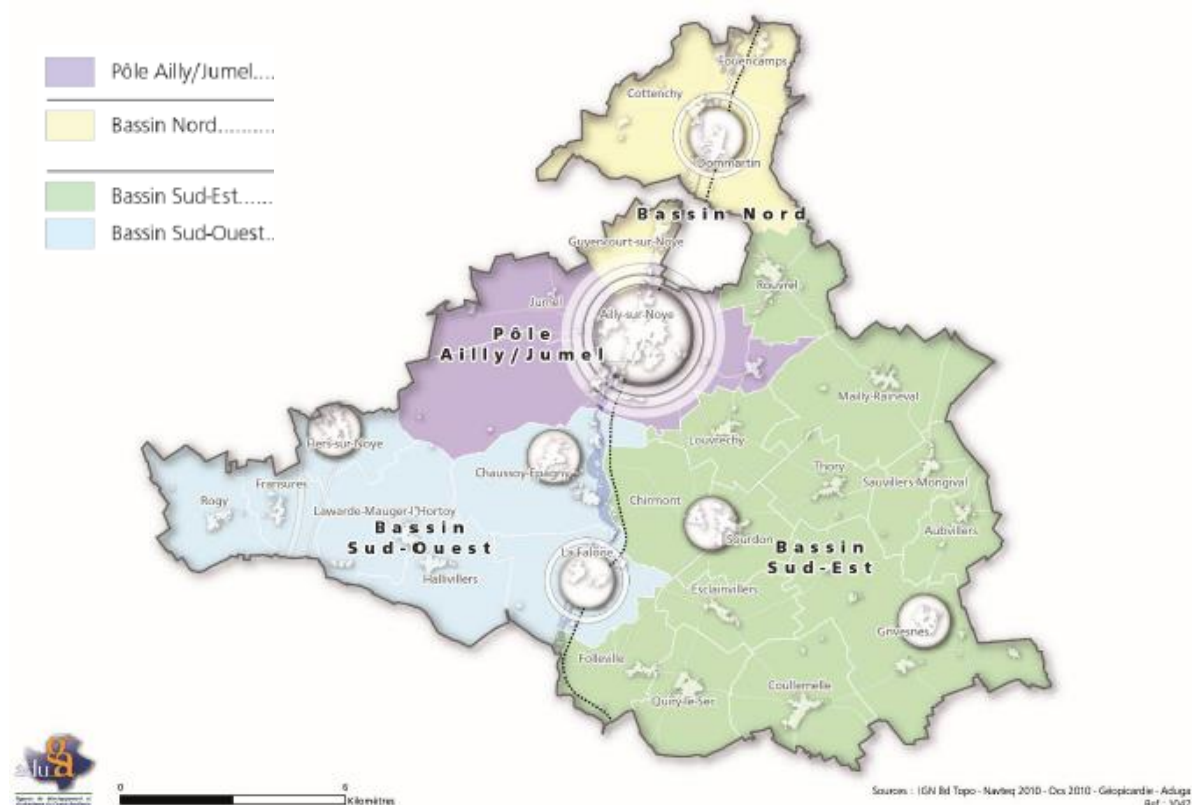 Pôle Ailly/Jumel....
Bassin Nord..........
Bassin Sud-Est......
Bassin Sud-Ouest..
Fouencamps
Cottenchy
Dommartin
Bassin Nord
Guyencourt-sur-Noye
Rouvrel
Jumel
Ailly-sur-Noye
Pôle
Ailly/Jumel
Mailly-Raineval
Flers-sur-Noye
Louvrechy
Chaussoy-Epagny
Thory
Sauvillers-Mongival
Fransures
Rogy
Chirmont
Lawarde-Mauger-l'Hortoy
Bassin
Sud-Ouest
Sourdon
Aubvillers
Bassin
Sud-Est
La Faloise
Hallivillers
Esclainvillers
Grivesnes
Folleville
Coullemelle
Quiry-le-Sec
aduga
0 6
Kilomètres
Sources : IGN Bd Topo - Navteq 2010 - Ocs 2010 - Géopicardie - Aduga